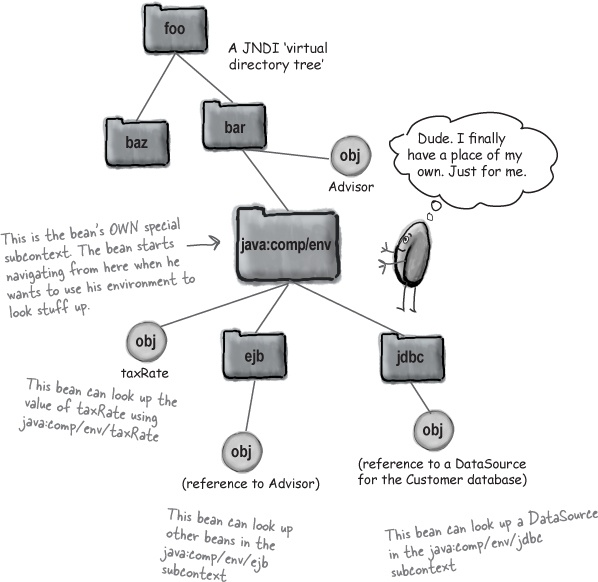 foo
A JNDI 'virtual
directory tree'
baz
bar
obj
Advisor
Dude. I finally
have a place of my
own. Just for me.
This is the bean's OWN special
subcontext. The bean starts
navigating from here when he
wants to use his environment to
look stuff up.
java:comp/env
obj
taxRate
ejb
jdbc
This bean can look up the
value of taxRate using
java:comp/env/taxRate
obj
(reference to Advisor)
obj
(reference to a DataSource
for the Customer database)
This bean can look up
other beans in the
java:comp/env/ejb
subcontext
This bean can look up a DataSource
in the java:comp/env/jdbc
subcontext